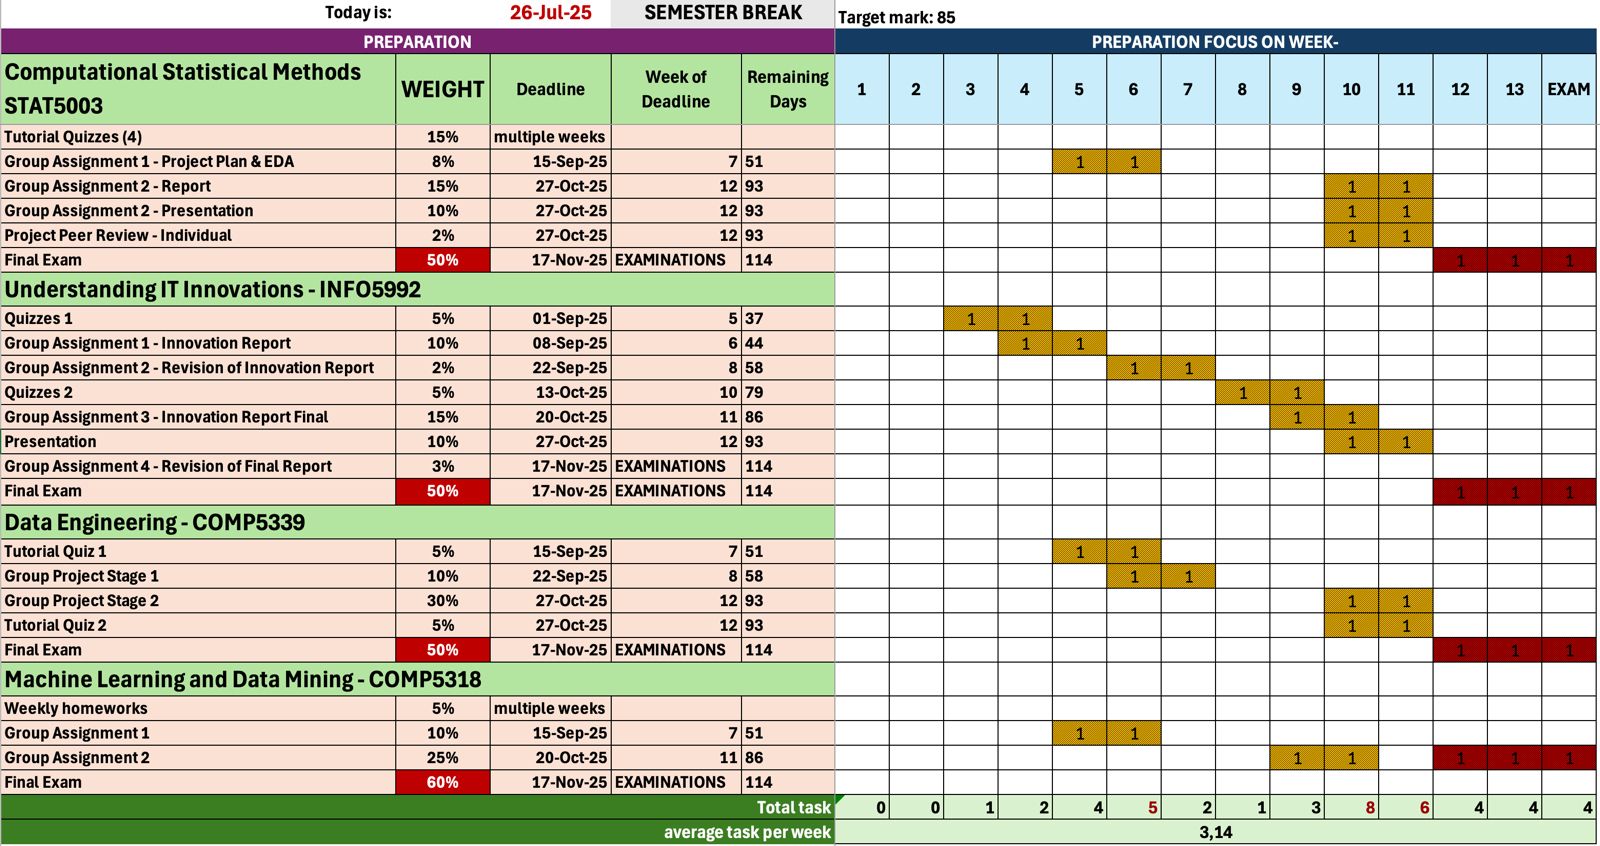 Today is: 26-Jul-25 SEMESTER BREAK Target mark: 85
PREPARATION PREPARATION FOCUS ON WEEK-
Computational Statistical Methods STAT5003 WEIGHT Deadline Week of Deadline Remaining Days 1 2 3 4 5 6 7 8 9 10 11 12 13 EXAM
Tutorial Quizzes (4) 15% multiple weeks
Group Assignment 1 - Project Plan & EDA 8% 15-Sep-25 7 51 1 1
Group Assignment 2 - Report 15% 27-Oct-25 12 93 1 1
Group Assignment 2 - Presentation 10% 27-Oct-25 12 93 1 1
Project Peer Review - Individual 2% 27-Oct-25 12 93 1 1
Final Exam 50% 17-Nov-25 EXAMINATIONS 114 1 1 1
Understanding IT Innovations - INFO5992
Quizzes 1 5% 01-Sep-25 5 37 1 1
Group Assignment 1 - Innovation Report 10% 08-Sep-25 6 44 1 1
Group Assignment 2 - Revision of Innovation Report 2% 22-Sep-25 8 58 1 1
Quizzes 2 5% 13-Oct-25 10 79 1 1
Group Assignment 3 - Innovation Report Final 15% 20-Oct-25 11 86 1 1
Presentation 10% 27-Oct-25 12 93 1 1
Group Assignment 4 - Revision of Final Report 3% 17-Nov-25 EXAMINATIONS 114
Final Exam 50% 17-Nov-25 EXAMINATIONS 114 1 1 1
Data Engineering - COMP5339
Tutorial Quiz 1 5% 15-Sep-25 7 51 1 1
Group Project Stage 1 10% 22-Sep-25 8 58 1 1
Group Project Stage 2 30% 27-Oct-25 12 93 1 1
Tutorial Quiz 2 5% 27-Oct-25 12 93 1 1
Final Exam 50% 17-Nov-25 EXAMINATIONS 114 1 1 1
Machine Learning and Data Mining - COMP5318
Weekly homeworks 5% multiple weeks
Group Assignment 1 10% 15-Sep-25 7 51 1 1
Group Assignment 2 25% 20-Oct-25 11 86 1 1 1 1 1
Final Exam 60% 17-Nov-25 EXAMINATIONS 114
Total task 0 0 1 2 4 5 2 1 3 8 6 4 4 4
average task per week 3,14